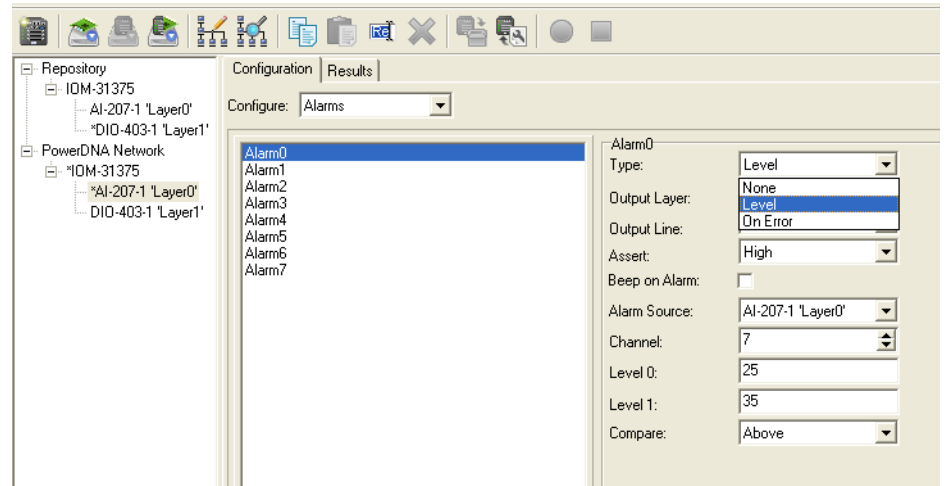 Repository
IOM-31375
AI-207-1 'Layer0'
*DIO-403-1 'Layer1'
PowerDNA Network
*IOM-31375
*AI-207-1 'Layer0'
DIO-403-1 'Layer1'
Configuration Results
Configure: Alarms
Alarm0
Alarm1
Alarm2
Alarm3
Alarm4
Alarm5
Alarm6
Alarm7
Alarm0
Type: Level
None
Level
On Error
Output Layer:
Output Line:
Assert: High
Beep on Alarm:
Alarm Source: AI-207-1 'Layer0'
Channel: 7
Level 0: 25
Level 1: 35
Compare: Above